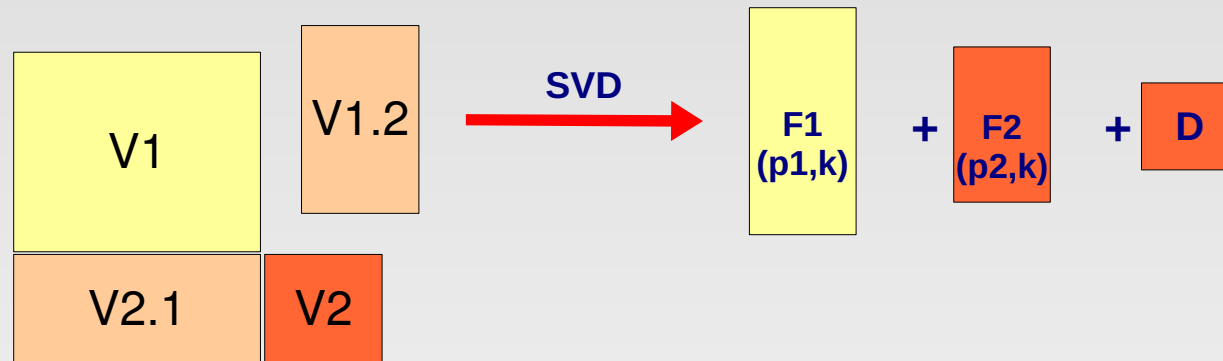 V1
V1.2
SVD
F1
(p1,k)
+
F2
(p2,k)
+
D
V2.1
V2